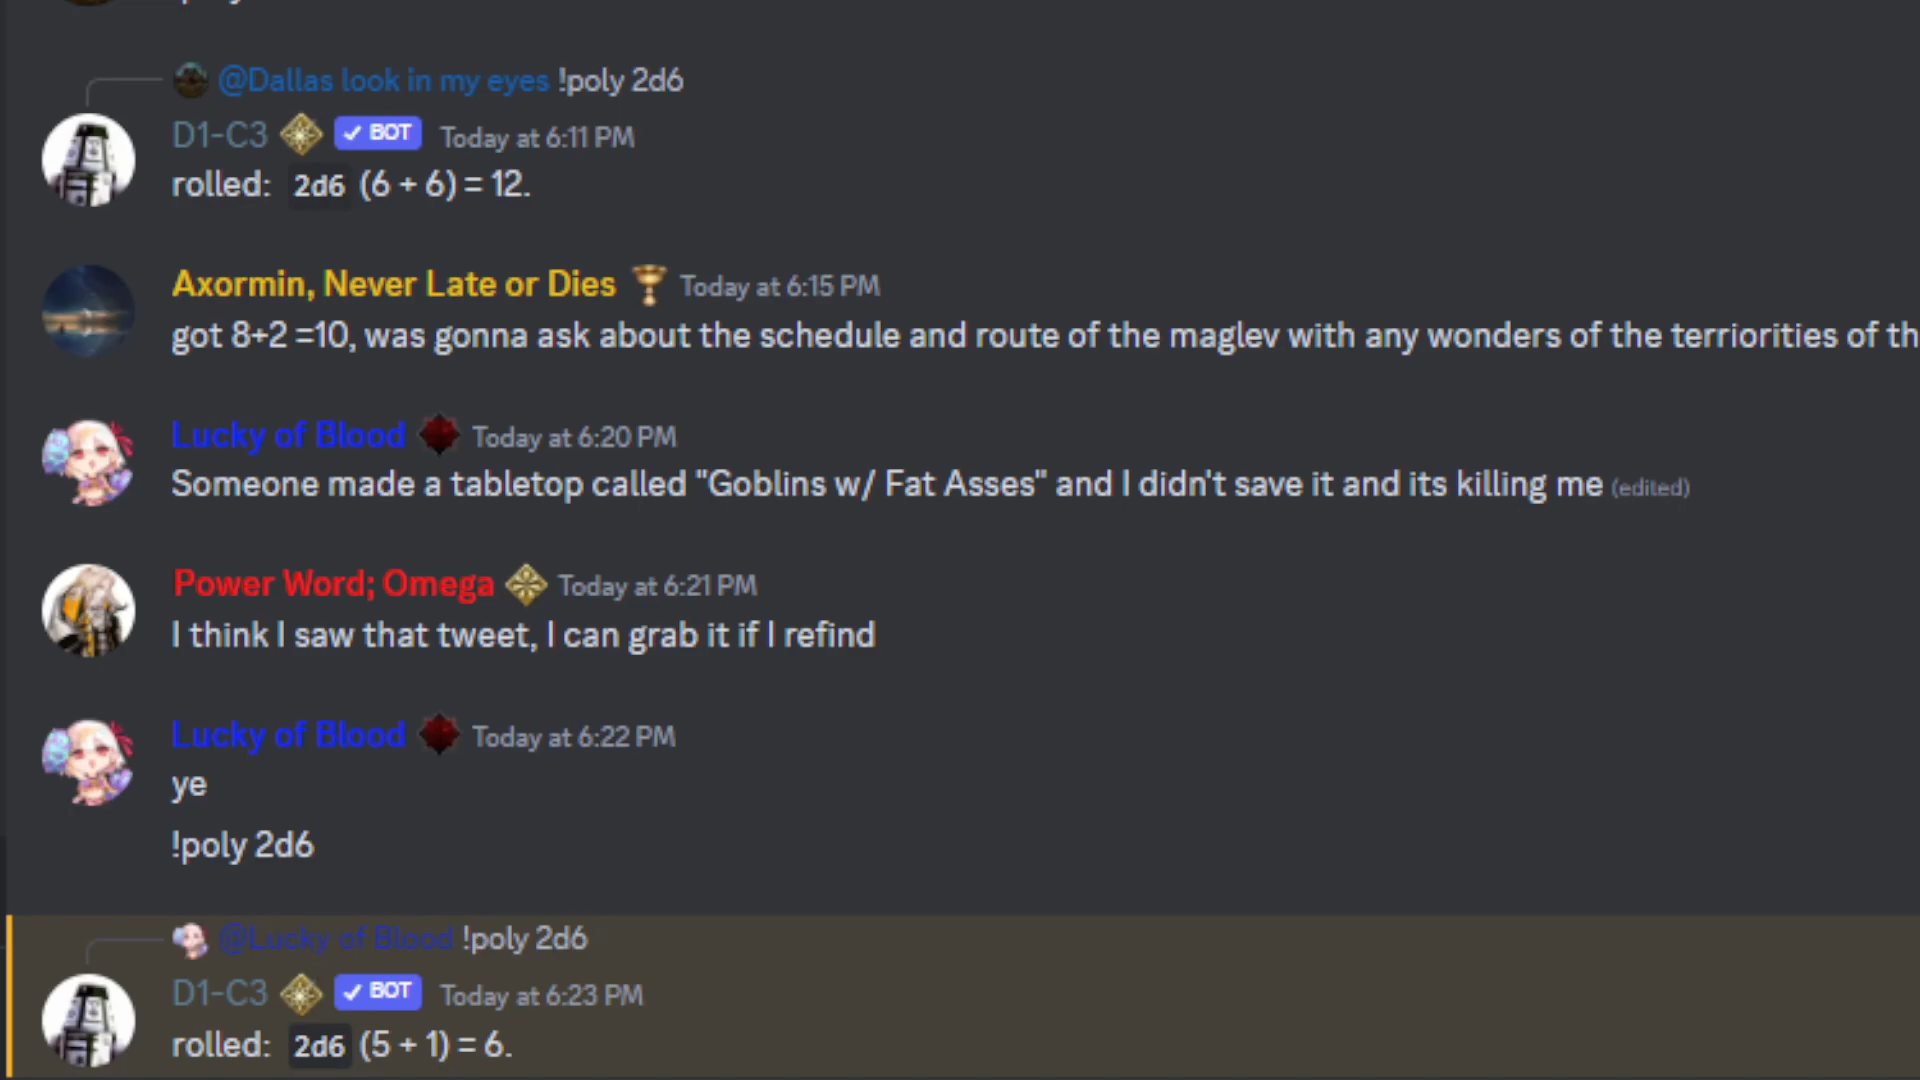 @Dallas look in my eyes !poly 2d6
D1-C3 BOT Today at 6:11 PM
rolled: 2d6 (6 + 6) = 12.
Axormin, Never Late or Dies Today at 6:15 PM
got 8+2 =10, was gonna ask about the schedule and route of the maglev with any wonders of the terriorities of th
Lucky of Blood Today at 6:20 PM
Someone made a tabletop called "Goblins w/ Fat Asses" and I didn't save it and its killing me (edited)
Power Word; Omega Today at 6:21 PM
I think I saw that tweet, I can grab it if I refind
Lucky of Blood Today at 6:22 PM
ye
!poly 2d6
@Lucky of Blood !poly 2d6
D1-C3 BOT Today at 6:23 PM
rolled: 2d6 (5 + 1) = 6.